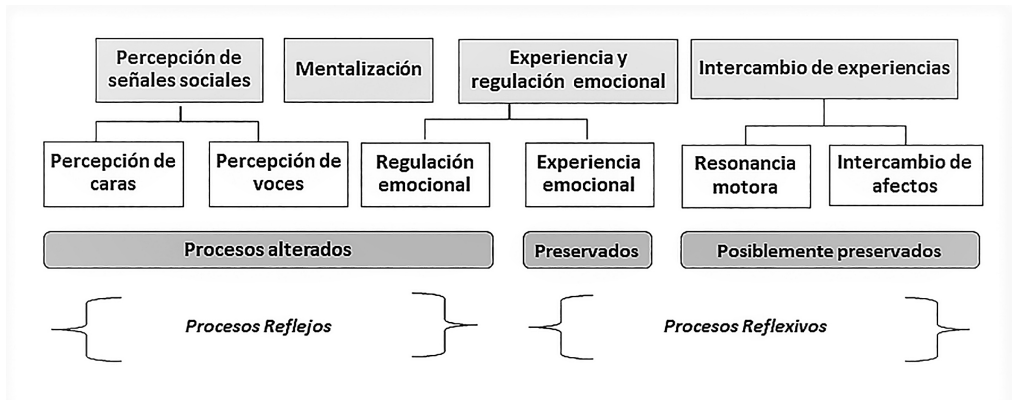 Percepción de
señales sociales
Mentalización
Experiencia y
regulación emocional
Intercambio de experiencias
Percepción de
caras
Percepción de
voces
Regulación
emocional
Experiencia
emocional
Resonancia
motora
Intercambio de
afectos
Procesos alterados
Preservados
Posiblemente preservados
Procesos Reflejos
Procesos Reflexivos